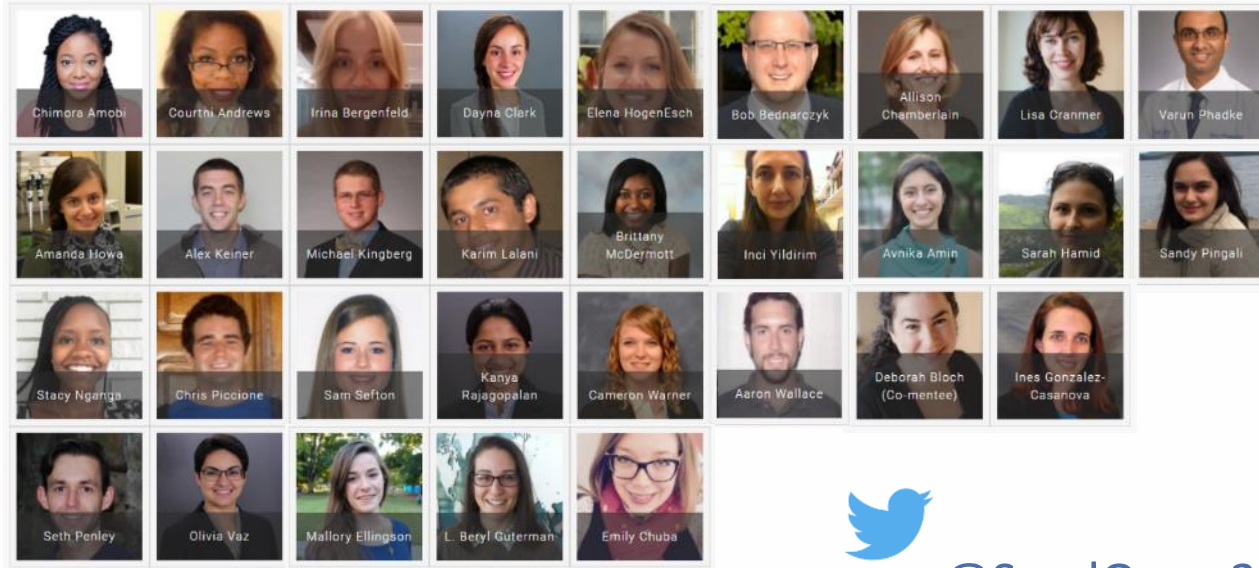 Chimora Amobi
Courthi Andrews
Irina Bergenfeld
Dayna Clark
Elena HogenEsch
Bob Bednarczyk
Allison
Chamberlain
Lisa Cranmer
Varun Phadke
Amanda Howa
Alex Keiner
Michael Kingberg
Karim Lalani
Brittany
McDermott
Inci Yildirim
Avnika Amin
Sarah Hamid
Sandy Pingali
Stacy Nganga
Chris Piccione
Sam Sefton
Kanya
Rajagopalan
Cameron Warner
Aaron Wallace
Deborah Bloch
(Co-mentee)
Ines Gonzalez-
Casanova
Seth Penley
Olivia Vaz
Mallory Ellingson
L. Beryl Guterman
Emily Chuba